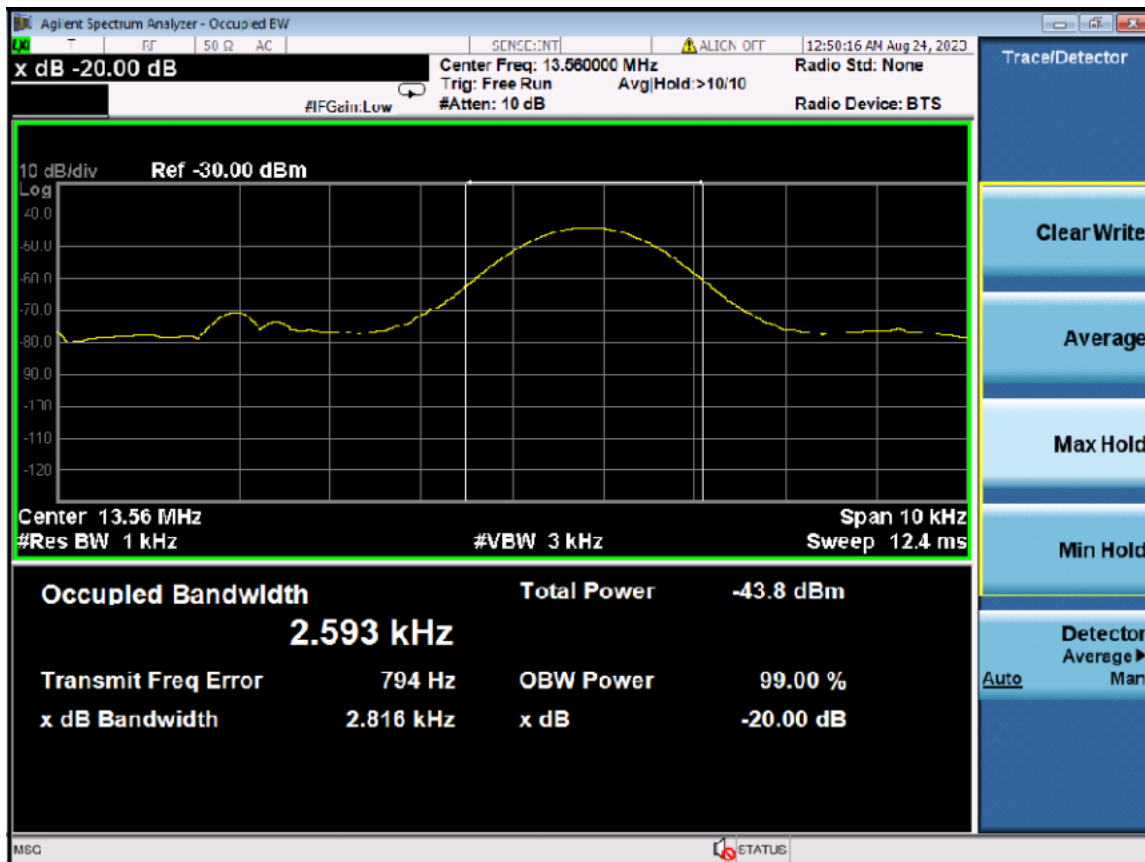 Agilent Spectrum Analyzer - Occupied BW
LXI T RF 50 Ω AC SENSE:INT ALIGN OFF 12:50:16 AM Aug 24, 2023
x dB -20.00 dB
Center Freq: 13.560000 MHz
Radio Std: None
Trace/Detector
Trig: Free Run
Avg|Hold:>10/10
#IFGain:Low
#Atten: 10 dB
Radio Device: BTS
10 dB/div
Ref -30.00 dBm
Log
-40.0
-50.0
-60.0
-70.0
-80.0
-90.0
-100
-110
-120
Center 13.56 MHz
Span 10 kHz
#Res BW 1 kHz
#VBW 3 kHz
Sweep 12.4 ms
Occupied Bandwidth
Total Power
-43.8 dBm
2.593 kHz
Transmit Freq Error
794 Hz
OBW Power
99.00 %
x dB Bandwidth
2.816 kHz
x dB
-20.00 dB
Clear Write
Average
Max Hold
Min Hold
Detector
Average▶
Auto Man
MSG
STATUS